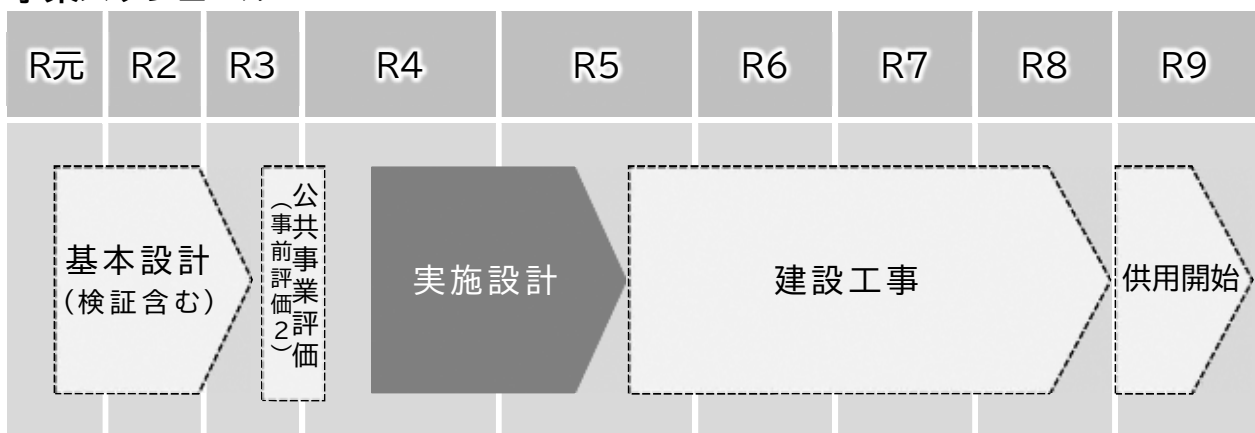 R元 R2 R3 R4 R5 R6 R7 R8 R9
基本設計
（検証含む）
公共事業評価
（事前評価２）
実施設計
建設工事
供用開始